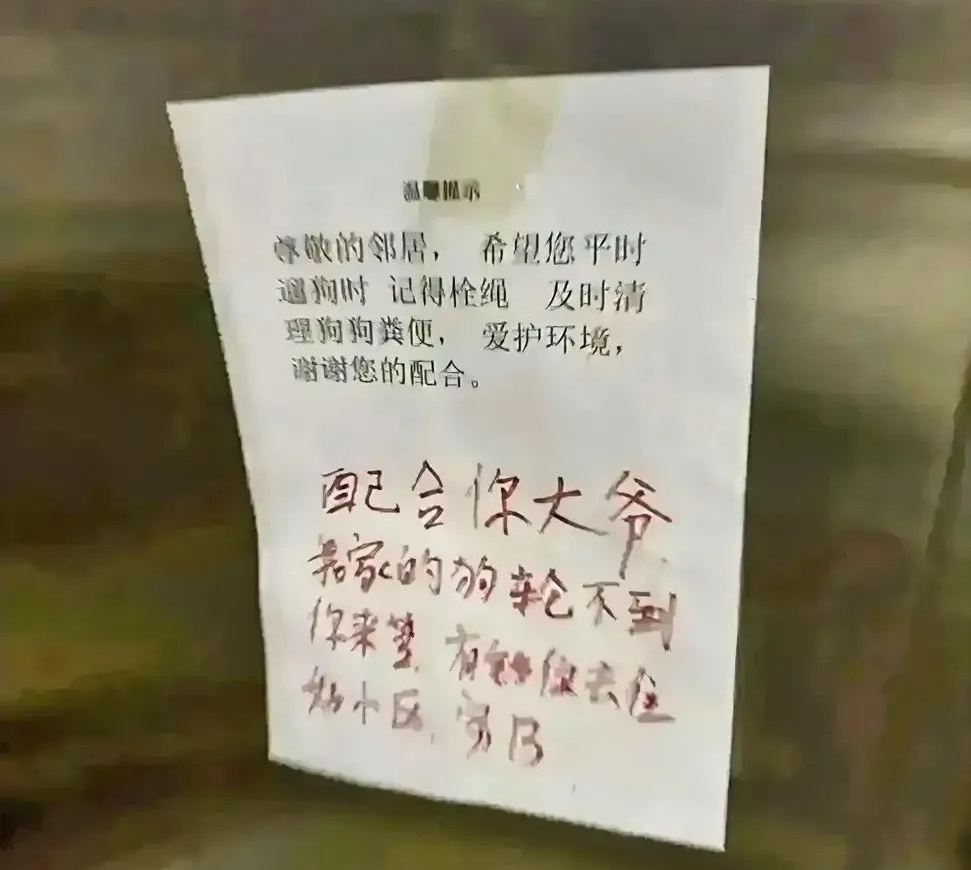 温馨提示
尊敬的邻居， 希望您平时
遛狗时 记得栓绳 及时清
理狗狗粪便， 爱护环境，
谢谢您的配合。
配合你大爷
家的狗轮不到
你来管，有钱你去住
好小区，穷B